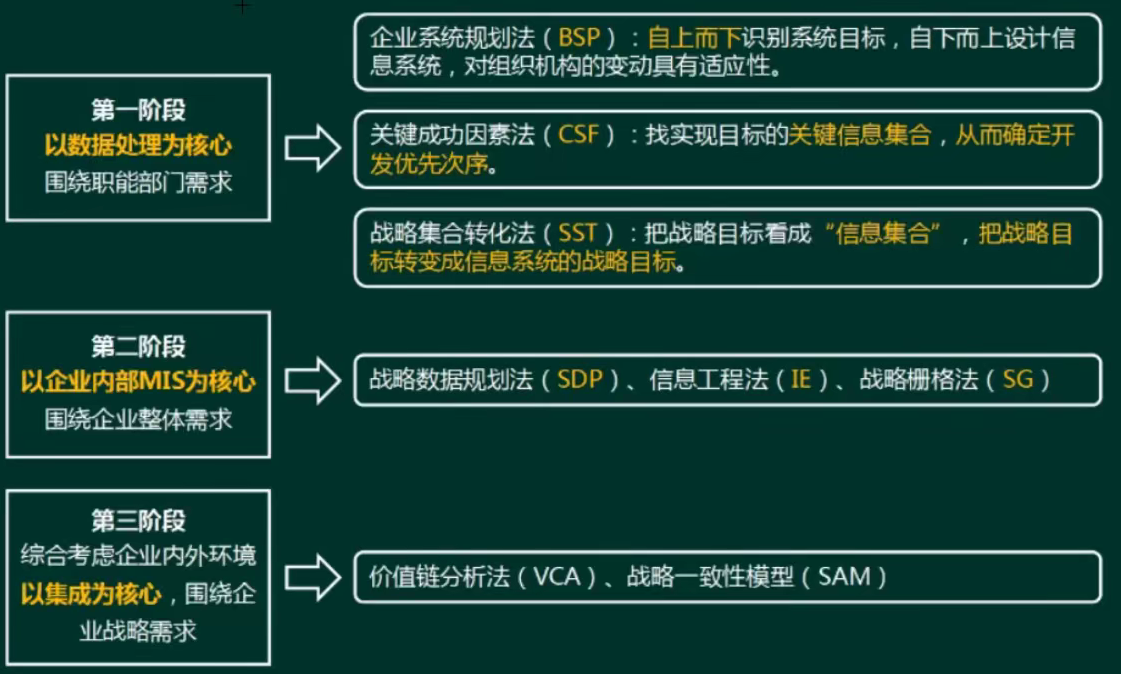 第一阶段
以数据处理为核心
围绕职能部门需求
企业系统规划法（BSP）：自上而下识别系统目标，自下而上设计信
息系统，对组织机构的变动具有适应性。
关键成功因素法（CSF）：找实现目标的关键信息集合，从而确定开
发优先次序。
战略集合转化法（SST）：把战略目标看成“信息集合”，把战略目
标转变成信息系统的战略目标。
第二阶段
以企业内部MIS为核心
围绕企业整体需求
战略数据规划法（SDP）、信息工程法（IE）、战略栅格法（SG）
第三阶段
综合考虑企业内外环境
以集成为核心，围绕企
业战略需求
价值链分析法（VCA）、战略一致性模型（SAM）